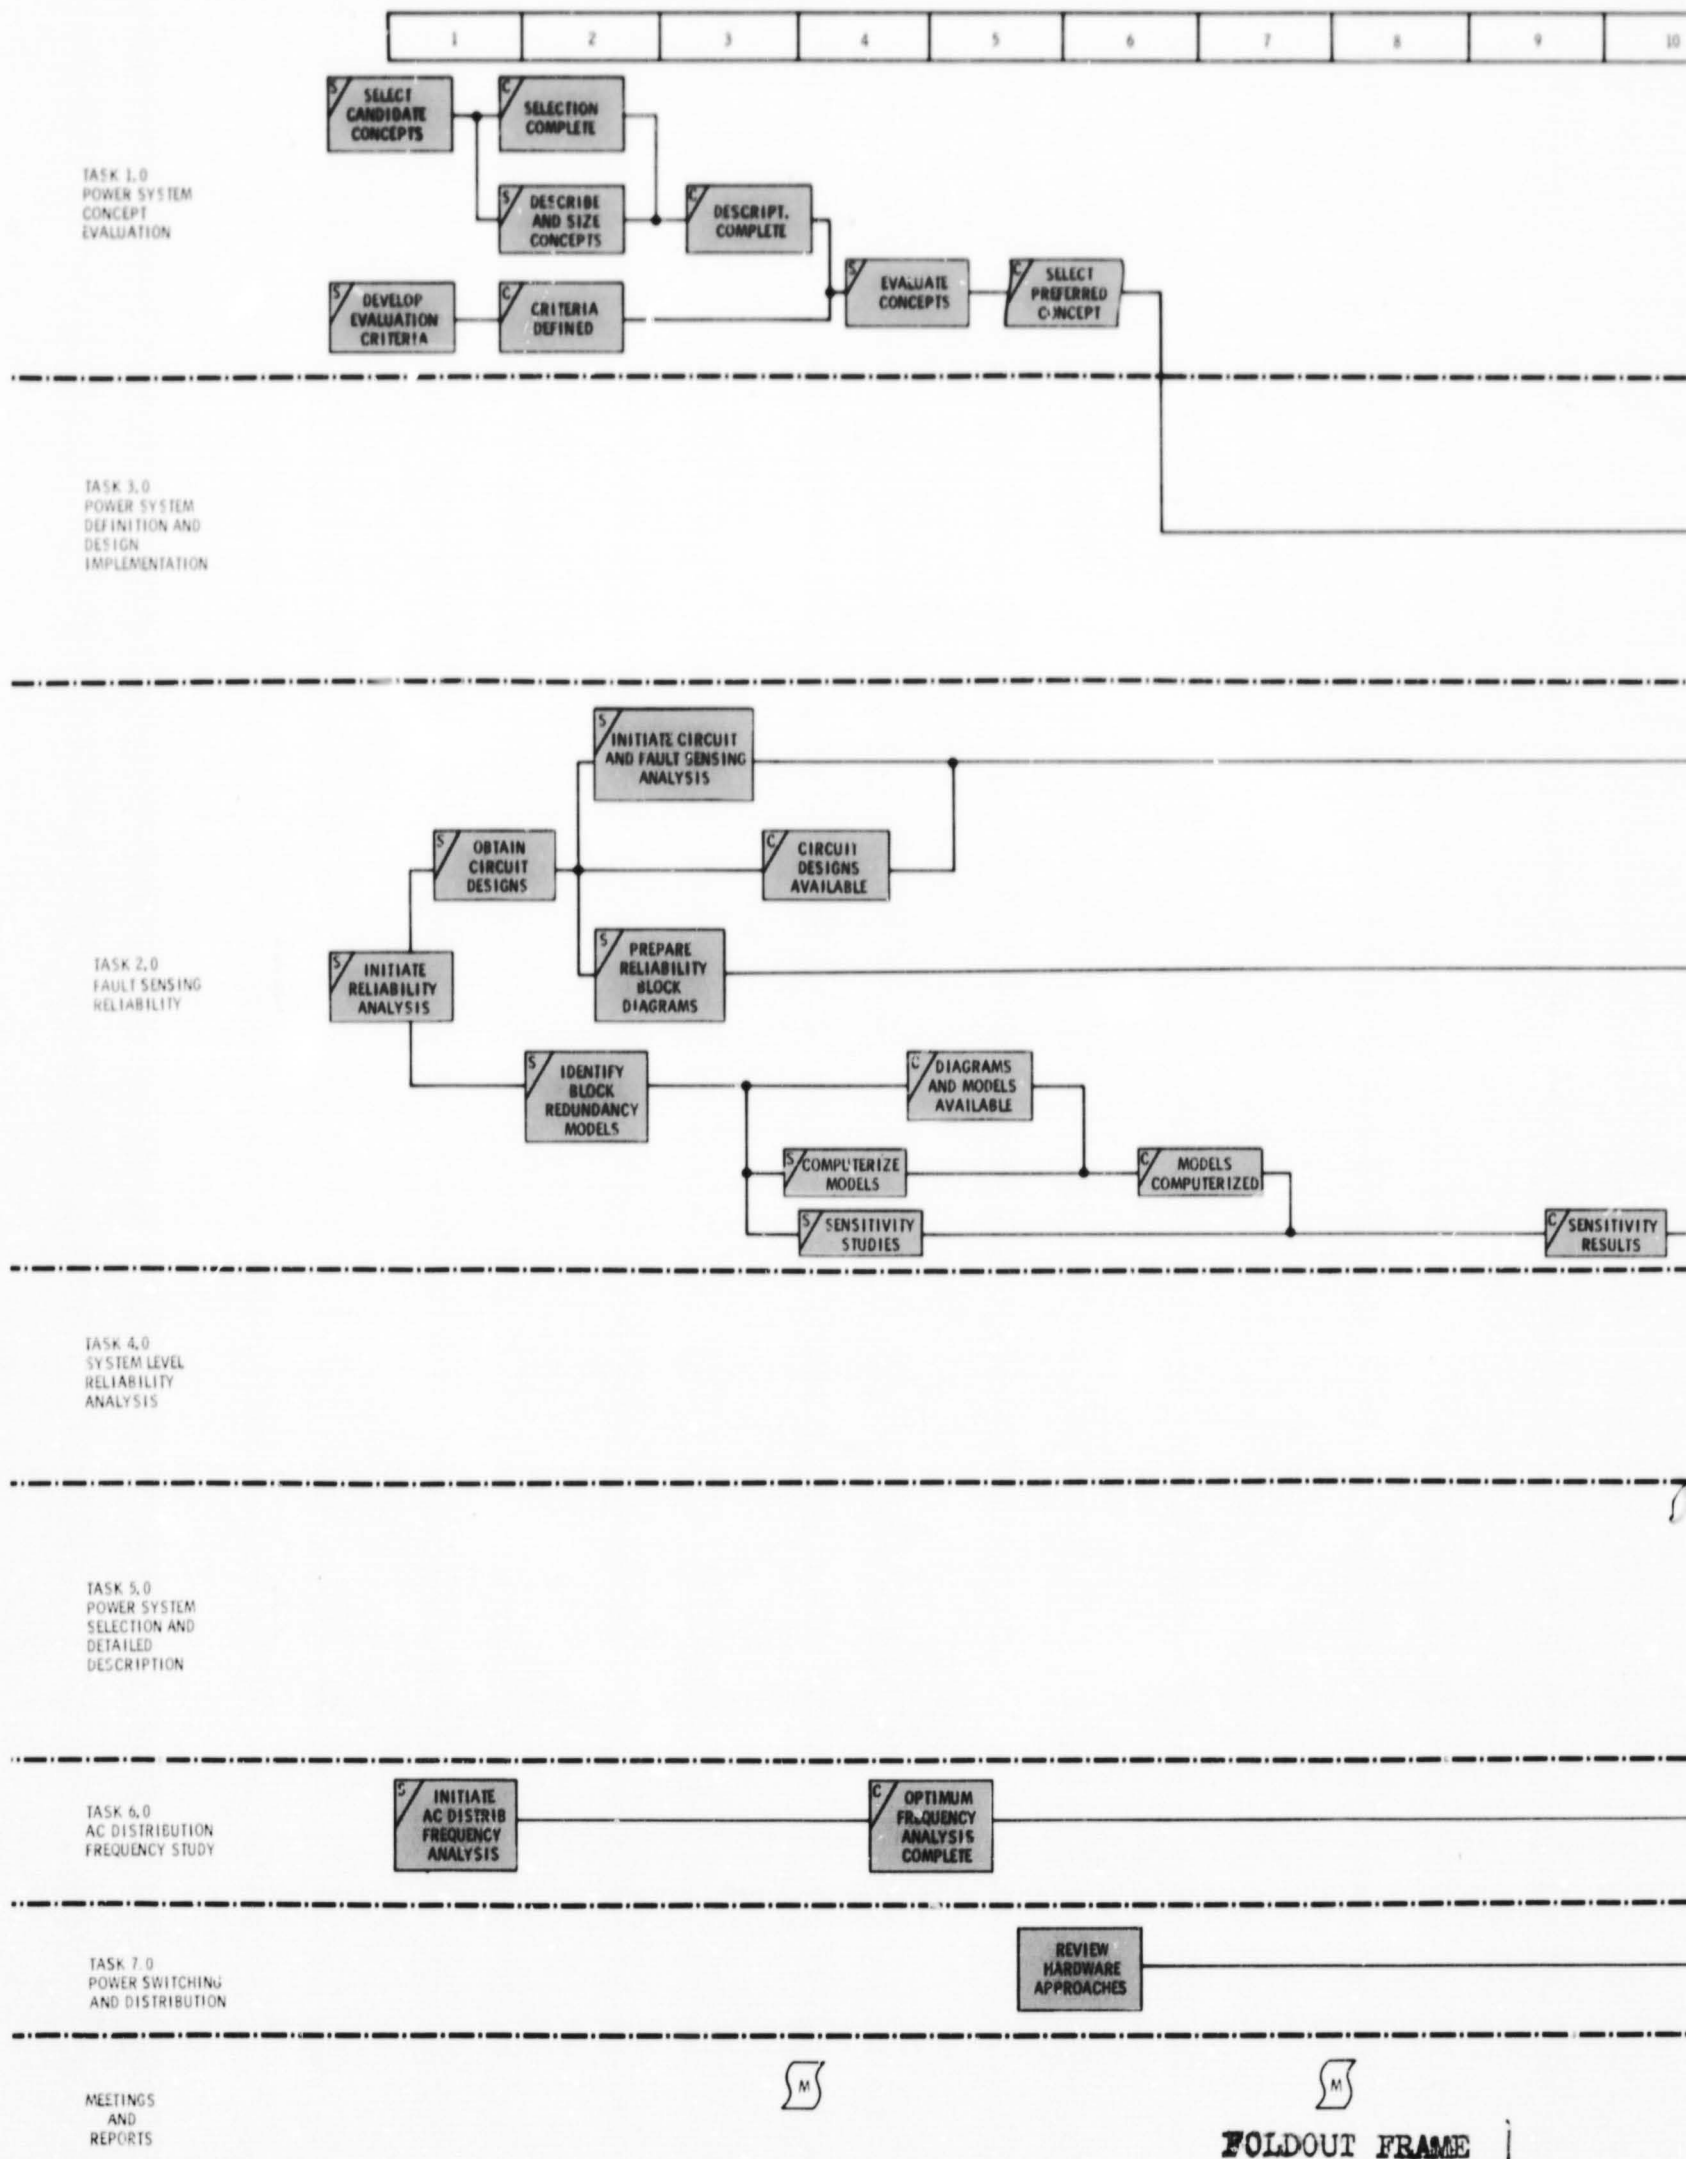 1 2 3 4 5 6 7 8 9 10
TASK 1.0
POWER SYSTEM
CONCEPT
EVALUATION
S
SELECT
CANDIDATE
CONCEPTS
C
SELECTION
COMPLETE
S
DESCRIBE
AND SIZE
CONCEPTS
C
DESCRIPT.
COMPLETE
S
DEVELOP
EVALUATION
CRITERIA
C
CRITERIA
DEFINED
S
EVALUATE
CONCEPTS
C
SELECT
PREFERRED
CONCEPT
TASK 3.0
POWER SYSTEM
DEFINITION AND
DESIGN
IMPLEMENTATION
TASK 2.0
FAULT SENSING
RELIABILITY
S
INITIATE CIRCUIT
AND FAULT SENSING
ANALYSIS
S
OBTAIN
CIRCUIT
DESIGNS
C
CIRCUIT
DESIGNS
AVAILABLE
S
INITIATE
RELIABILITY
ANALYSIS
S
PREPARE
RELIABILITY
BLOCK
DIAGRAMS
S
IDENTIFY
BLOCK
REDUNDANCY
MODELS
C
DIAGRAMS
AND MODELS
AVAILABLE
S
COMPUTERIZE
MODELS
C
MODELS
COMPUTERIZED
S
SENSITIVITY
STUDIES
C
SENSITIVITY
RESULTS
TASK 4.0
SYSTEM LEVEL
RELIABILITY
ANALYSIS
TASK 5.0
POWER SYSTEM
SELECTION AND
DETAILED
DESCRIPTION
TASK 6.0
AC DISTRIBUTION
FREQUENCY STUDY
S
INITIATE
AC DISTRIB
FREQUENCY
ANALYSIS
C
OPTIMUM
FREQUENCY
ANALYSIS
COMPLETE
TASK 7.0
POWER SWITCHING
AND DISTRIBUTION
REVIEW
HARDWARE
APPROACHES
MEETINGS
AND
REPORTS
M
M
FOLDOUT FRAME